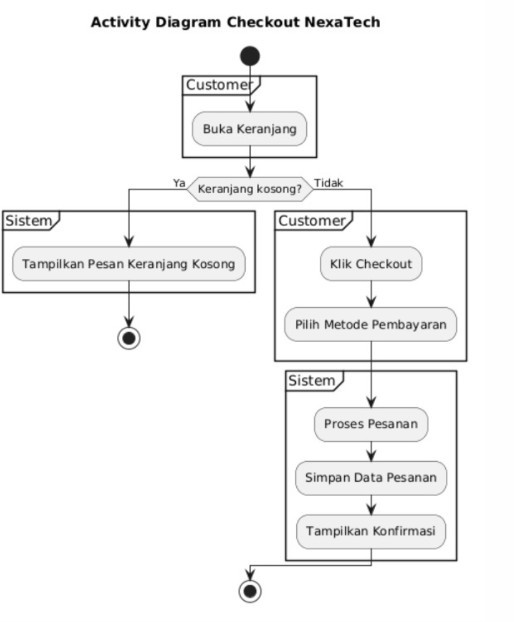 Activity Diagram Checkout NexaTech
Customer
Buka Keranjang
Ya
Keranjang kosong?
Tidak
Sistem
Tampilkan Pesan Keranjang Kosong
Customer
Klik Checkout
Pilih Metode Pembayaran
Sistem
Proses Pesanan
Simpan Data Pesanan
Tampilkan Konfirmasi